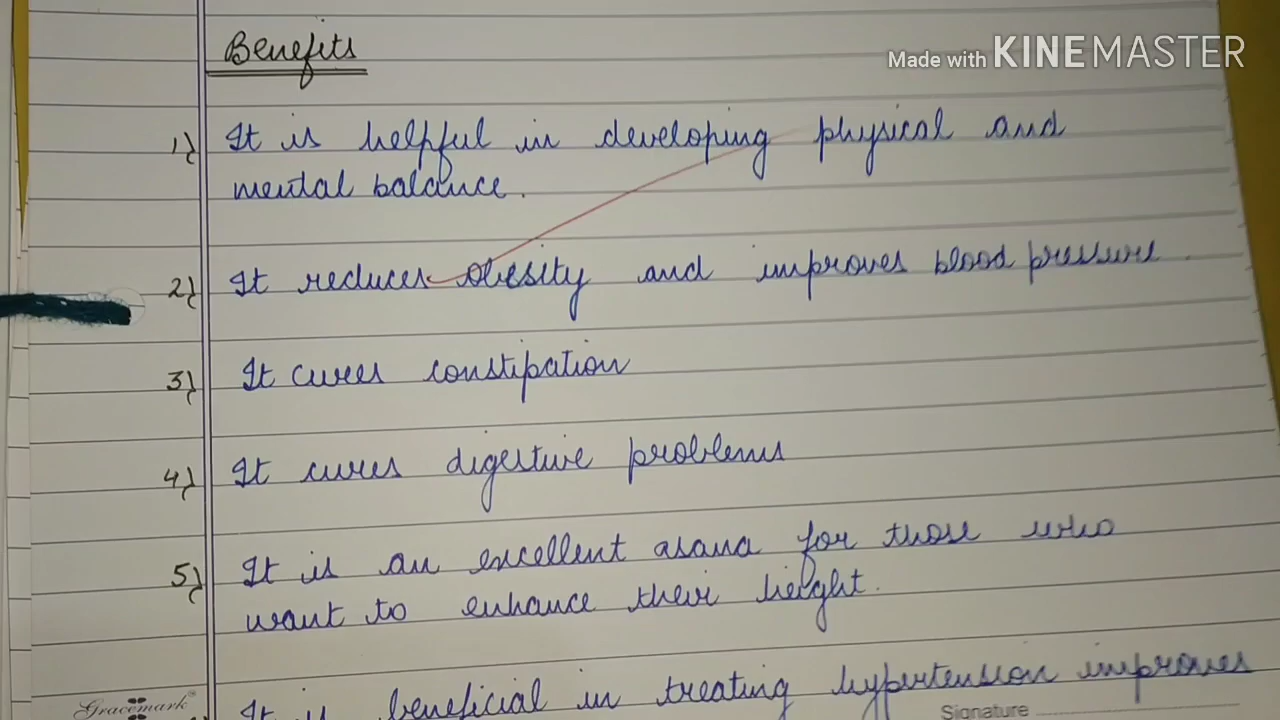 Benefits
Made with KINEMASTER
1} It is helpful in developing physical and
mental balance.
2} It reduces obesity and improves blood pressure.
3} It cures constipation
4} It cures digestive problems
5} It is an excellent asana for those who
want to enhance their height.
It is beneficial in treating hypertension improves
Gracemark
Signature